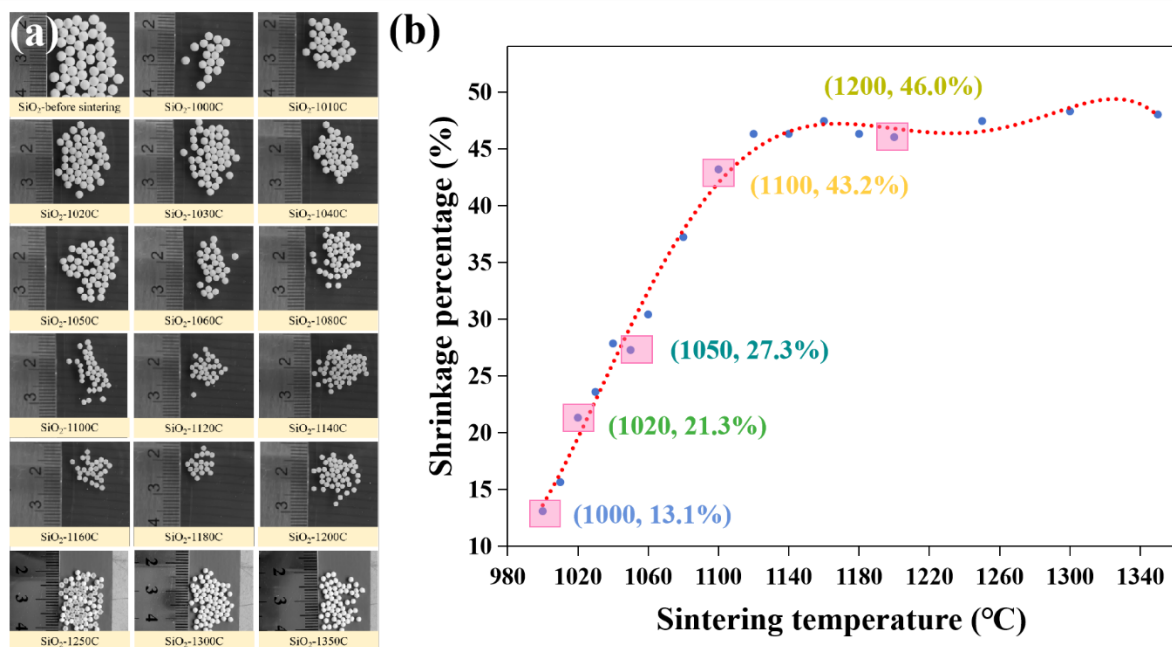 (a)
SiO₂-before sintering
SiO₂-1000C
SiO₂-1010C
SiO₂-1020C
SiO₂-1030C
SiO₂-1040C
SiO₂-1050C
SiO₂-1060C
SiO₂-1080C
SiO₂-1100C
SiO₂-1120C
SiO₂-1140C
SiO₂-1160C
SiO₂-1180C
SiO₂-1200C
SiO₂-1250C
SiO₂-1300C
SiO₂-1350C
(b)
Shrinkage percentage (%)
50
45
40
35
30
25
20
15
10
(1200, 46.0%)
(1100, 43.2%)
(1050, 27.3%)
(1020, 21.3%)
(1000, 13.1%)
980 1020 1060 1100 1140 1180 1220 1260 1300 1340
Sintering temperature (℃)